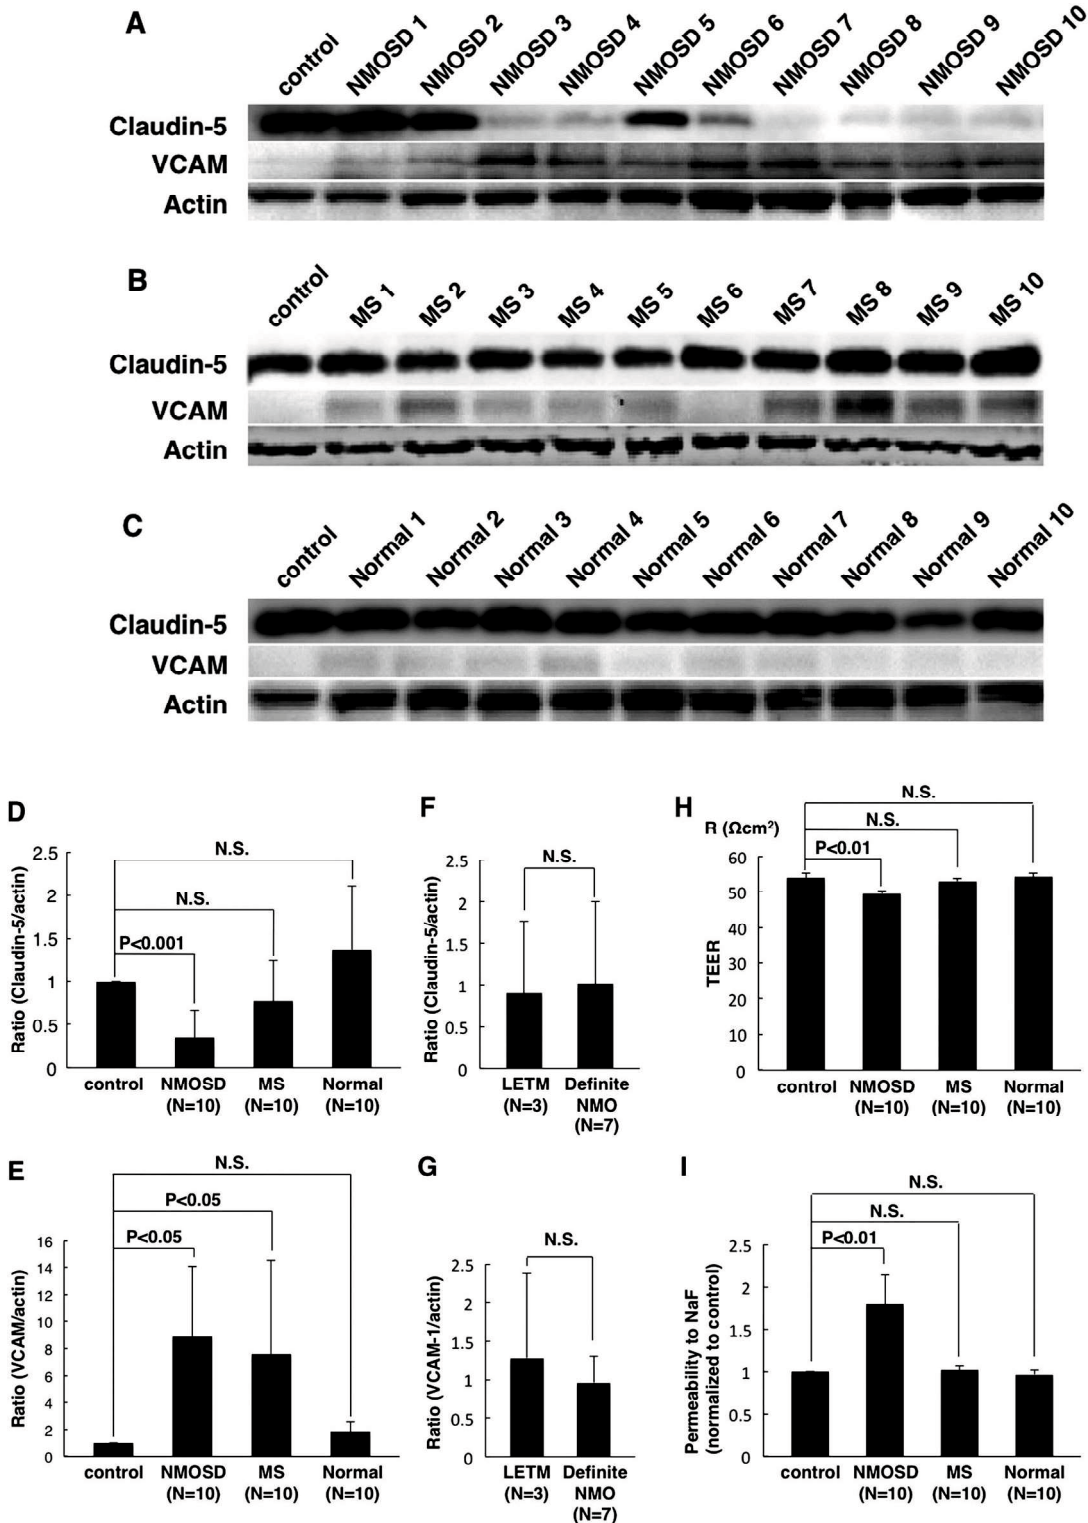 A
control NMOSD 1 NMOSD 2 NMOSD 3 NMOSD 4 NMOSD 5 NMOSD 6 NMOSD 7 NMOSD 8 NMOSD 9 NMOSD 10
Claudin-5
VCAM
Actin
B
control MS 1 MS 2 MS 3 MS 4 MS 5 MS 6 MS 7 MS 8 MS 9 MS 10
Claudin-5
VCAM
Actin
C
control Normal 1 Normal 2 Normal 3 Normal 4 Normal 5 Normal 6 Normal 7 Normal 8 Normal 9 Normal 10
Claudin-5
VCAM
Actin
D
Ratio (Claudin-5/actin)
2.5
2
1.5
1
0.5
0
N.S.
N.S.
P<0.001
control NMOSD MS Normal
(N=10) (N=10) (N=10)
E
Ratio (VCAM/actin)
16
14
12
10
8
6
4
2
0
N.S.
P<0.05
P<0.05
control NMOSD MS Normal
(N=10) (N=10) (N=10)
F
Ratio (Claudin-5/actin)
2.5
2
1.5
1
0.5
0
N.S.
LETM Definite
(N=3) NMO
(N=7)
G
Ratio (VCAM-1/actin)
2.5
2
1.5
1
0.5
0
N.S.
LETM Definite
(N=3) NMO
(N=7)
H
R (Ωcm²)
TEER
60
50
40
30
20
10
0
N.S.
N.S.
P<0.01
control NMOSD MS Normal
(N=10) (N=10) (N=10)
I
Permeability to NaF
(normalized to control)
2.5
2
1.5
1
0.5
0
N.S.
N.S.
P<0.01
control NMOSD MS Normal
(N=10) (N=10) (N=10)